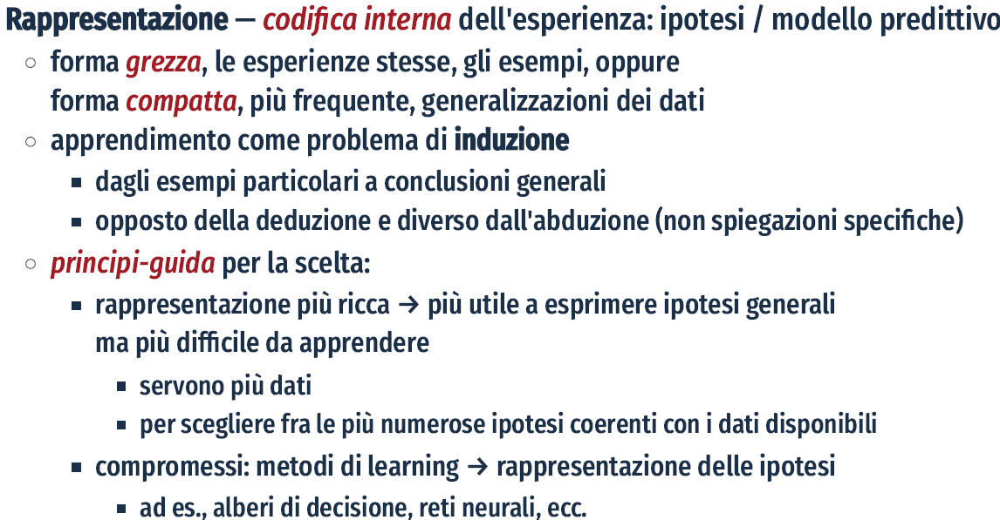 Rappresentazione — codifica interna dell'esperienza: ipotesi / modello predittivo
forma grezza, le esperienze stesse, gli esempi, oppure
forma compatta, più frequente, generalizzazioni dei dati
apprendimento come problema di induzione
dagli esempi particolari a conclusioni generali
opposto della deduzione e diverso dall'abduzione (non spiegazioni specifiche)
principi-guida per la scelta:
rappresentazione più ricca → più utile a esprimere ipotesi generali
ma più difficile da apprendere
servono più dati
per scegliere fra le più numerose ipotesi coerenti con i dati disponibili
compromessi: metodi di learning → rappresentazione delle ipotesi
ad es., alberi di decisione, reti neurali, ecc.